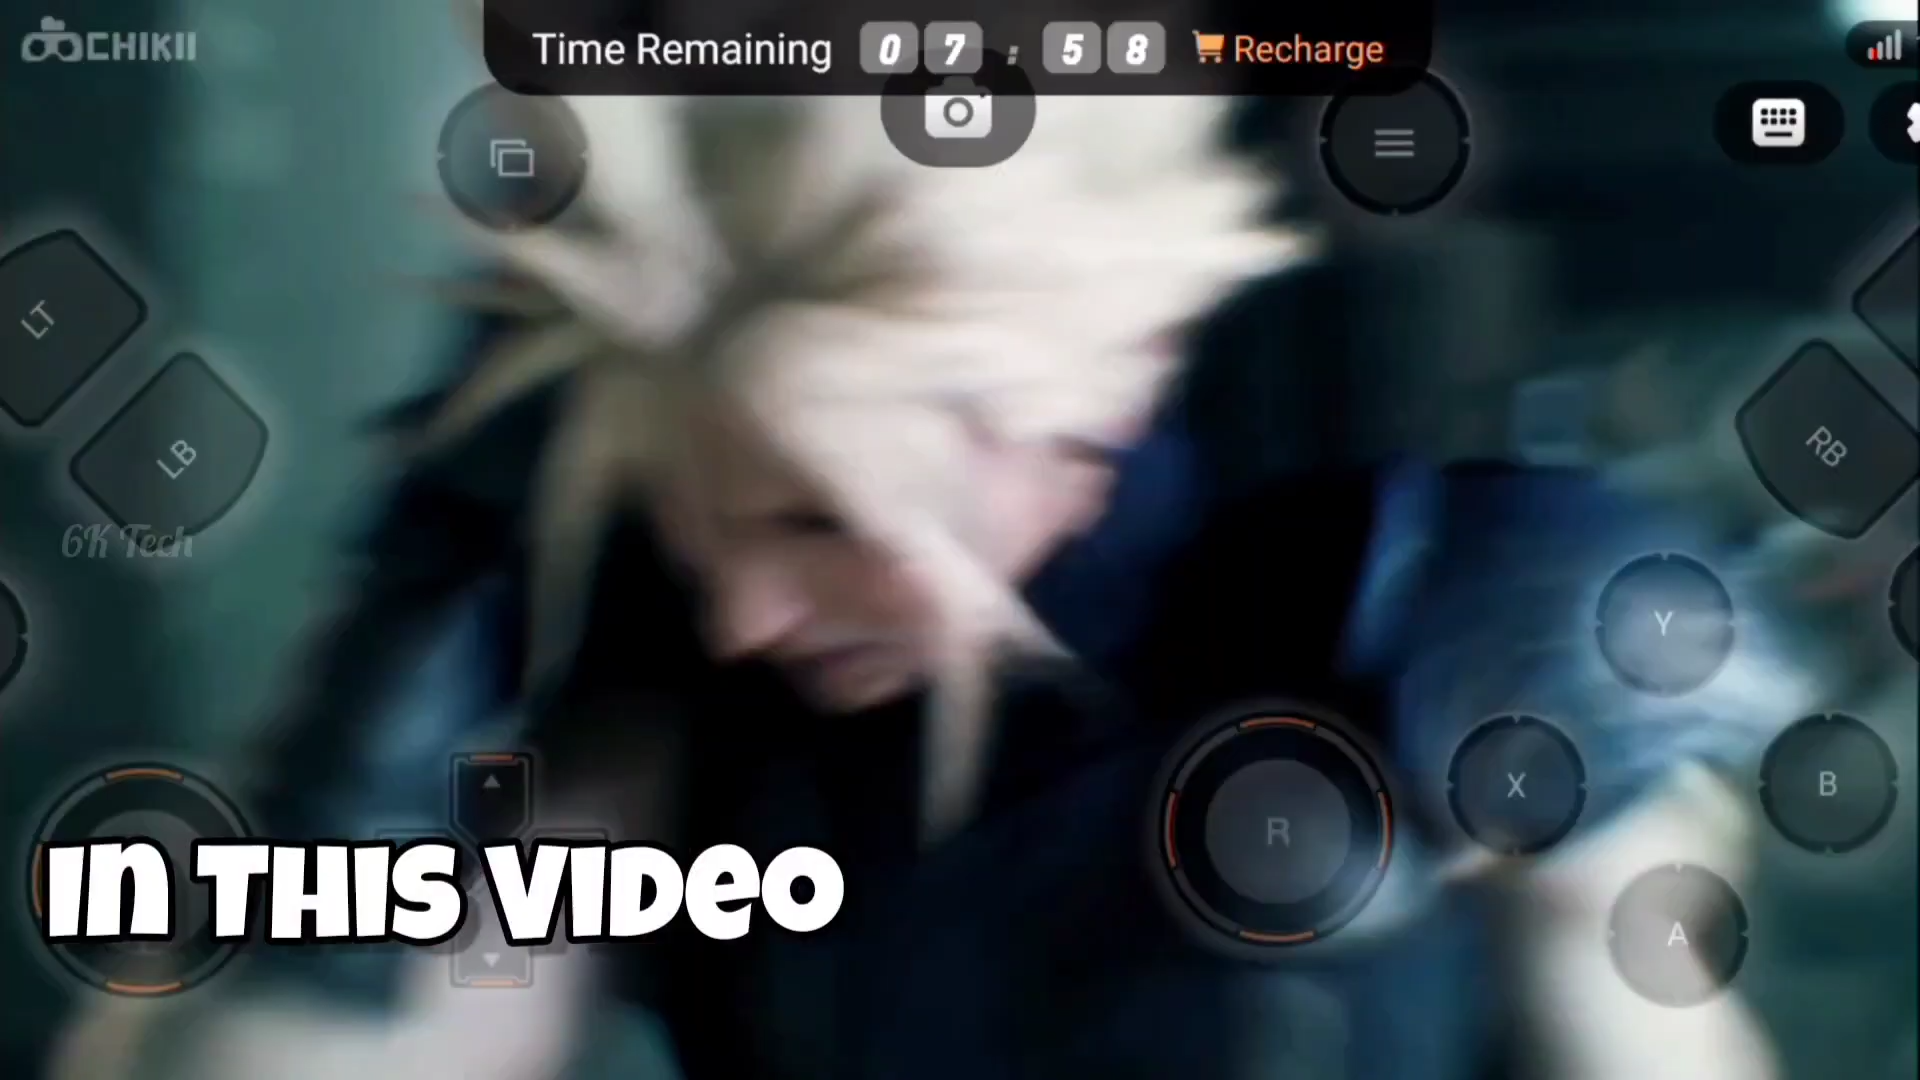 CHIKII
Time Remaining 07:58 Recharge
LT
LB
RB
6K Tech
Y
X
B
R
A
In This Video